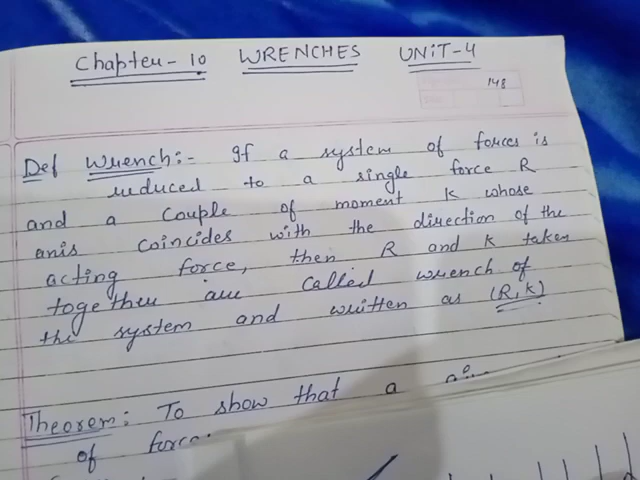 Chapter - 10 WRENCHES UNIT-4
148
Def Wrench:- If a system of forces is
reduced to a single force R
and a couple of moment K whose
axis coincides with the direction of the
acting force, then R and K taken
together are called wrench of
the system and written as (R,K)
Theorem: To show that a
of force